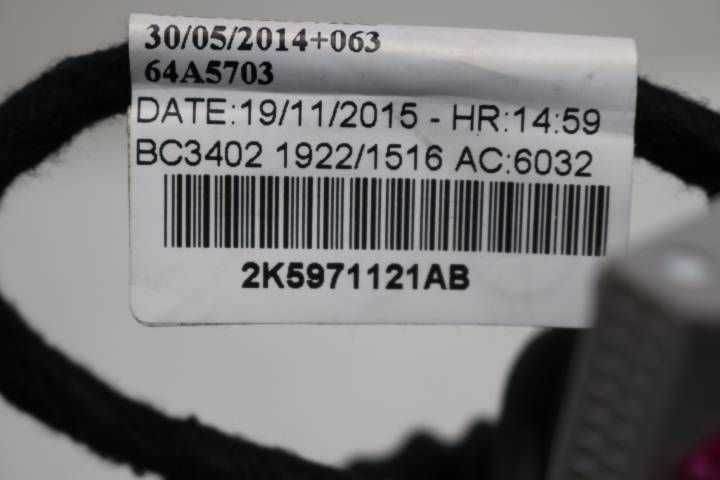 30/05/2014+063
64A5703
DATE:19/11/2015 - HR:14:59
BC3402 1922/1516 AC:6032
2K5971121AB